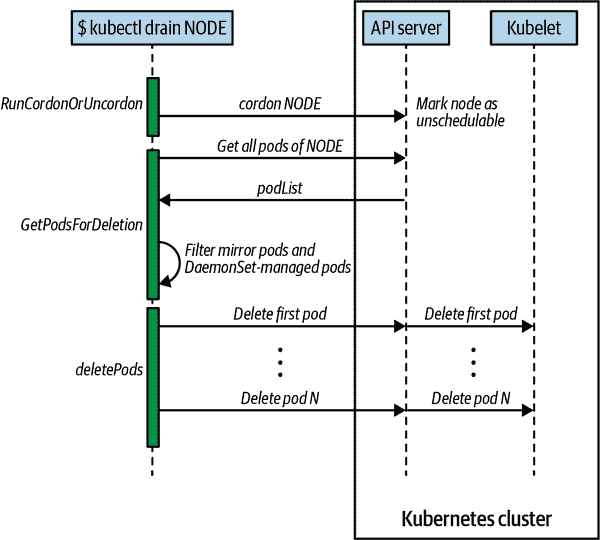 $ kubectl drain NODE
API server
Kubelet
RunCordonOrUncordon
cordon NODE
Mark node as
unschedulable
Get all pods of NODE
podList
GetPodsForDeletion
Filter mirror pods and
DaemonSet-managed pods
deletePods
Delete first pod
Delete first pod
Delete pod N
Delete pod N
Kubernetes cluster